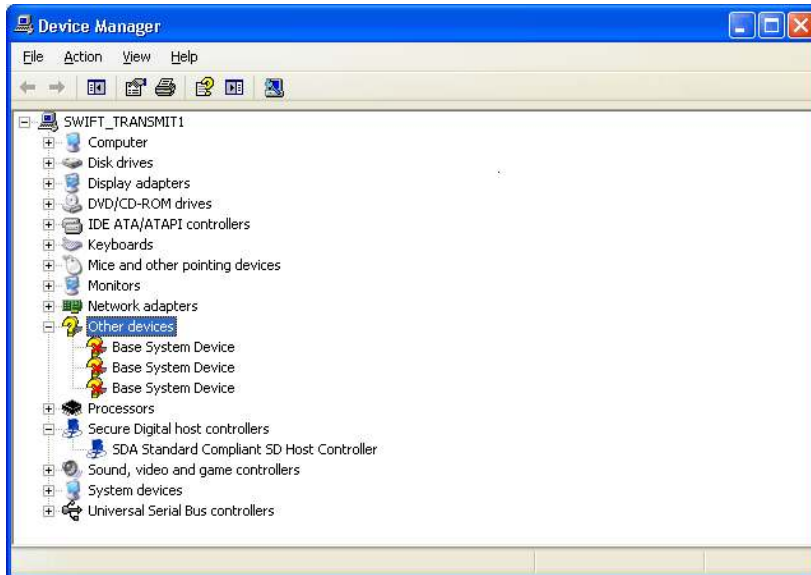 Device Manager
File Action View Help
SWIFT_TRANSMIT1
Computer
Disk drives
Display adapters
DVD/CD-ROM drives
IDE ATA/ATAPI controllers
Keyboards
Mice and other pointing devices
Monitors
Network adapters
Other devices
Base System Device
Base System Device
Base System Device
Processors
Secure Digital host controllers
SDA Standard Compliant SD Host Controller
Sound, video and game controllers
System devices
Universal Serial Bus controllers